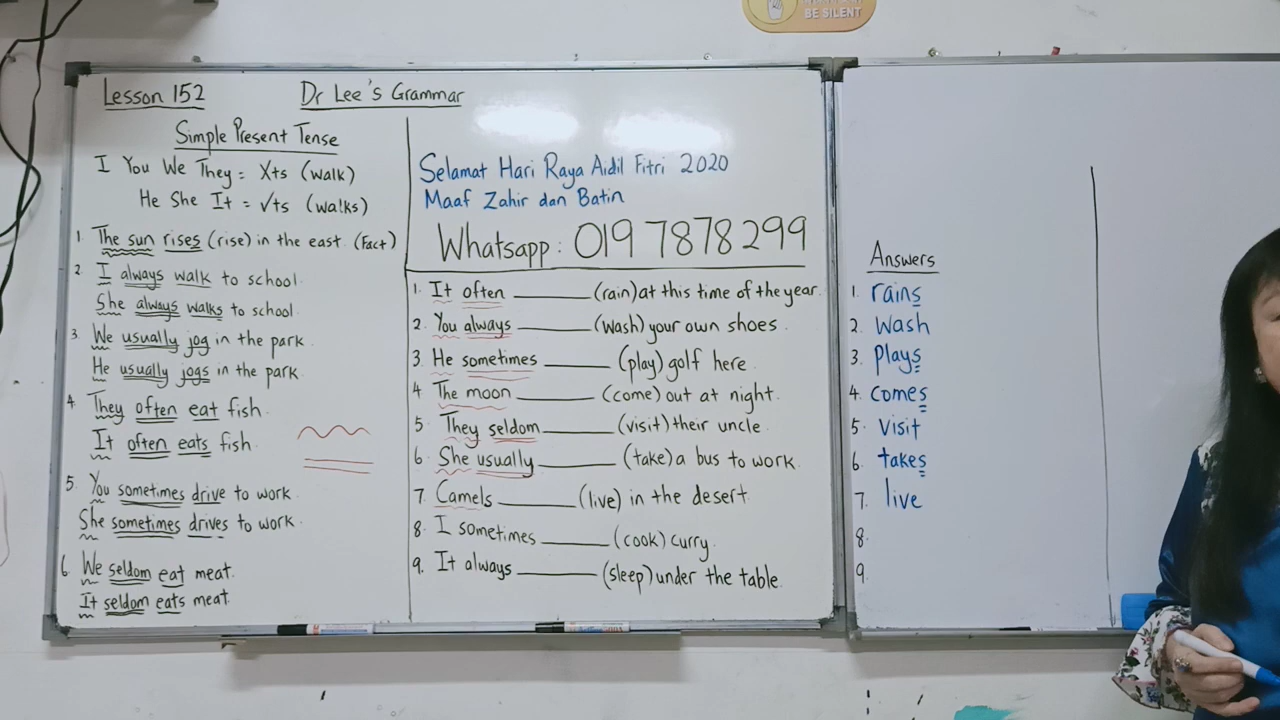 BE SILENT
Lesson 152
Dr Lee's Grammar
Simple Present Tense
I You We They = X+s (walk)
He She It = √+s (walks)
1. The sun rises (rise) in the east. (Fact)
2. I always walk to school.
She always walks to school.
3. We usually jog in the park.
He usually jogs in the park.
4. They often eat fish.
It often eats fish.
5. You sometimes drive to work.
She sometimes drives to work.
6. We seldom eat meat.
It seldom eats meat.
Selamat Hari Raya Aidil Fitri 2020
Maaf Zahir dan Batin
Whatsapp : 019 7878 299
1. It often ________ (rain) at this time of the year.
2. You always ________ (wash) your own shoes.
3. He sometimes ________ (play) golf here.
4 The moon ________ (come) out at night.
5 They seldom ________ (visit) their uncle.
6. She usually ________ (take) a bus to work.
7. Camels ________ (live) in the desert.
8. I sometimes ________ (cook) curry.
9. It always ________ (sleep) under the table.
Answers
1. rains
2. wash
3. plays
4. comes
5. visit
6. takes
7. live
8.
9.